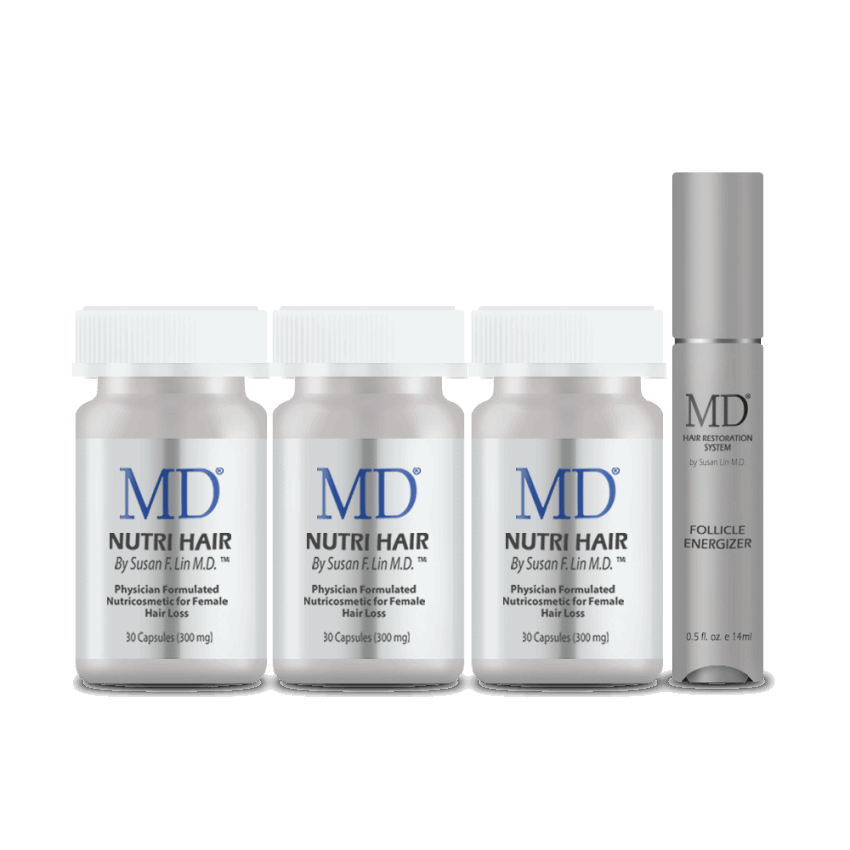 MD®
NUTRI HAIR
By Susan F. Lin M.D. ™
Physician Formulated
Nutricosmetic for Female
Hair Loss
30 Capsules (300 mg)
MD®
NUTRI HAIR
By Susan F. Lin M.D. ™
Physician Formulated
Nutricosmetic for Female
Hair Loss
30 Capsules (300 mg)
MD®
NUTRI HAIR
By Susan F. Lin M.D. ™
Physician Formulated
Nutricosmetic for Female
Hair Loss
30 Capsules (300 mg)
MD®
HAIR RESTORATION
SYSTEM
by Susan Lin M.D.
FOLLICLE
ENERGIZER
0.5 fl. oz. e 14ml